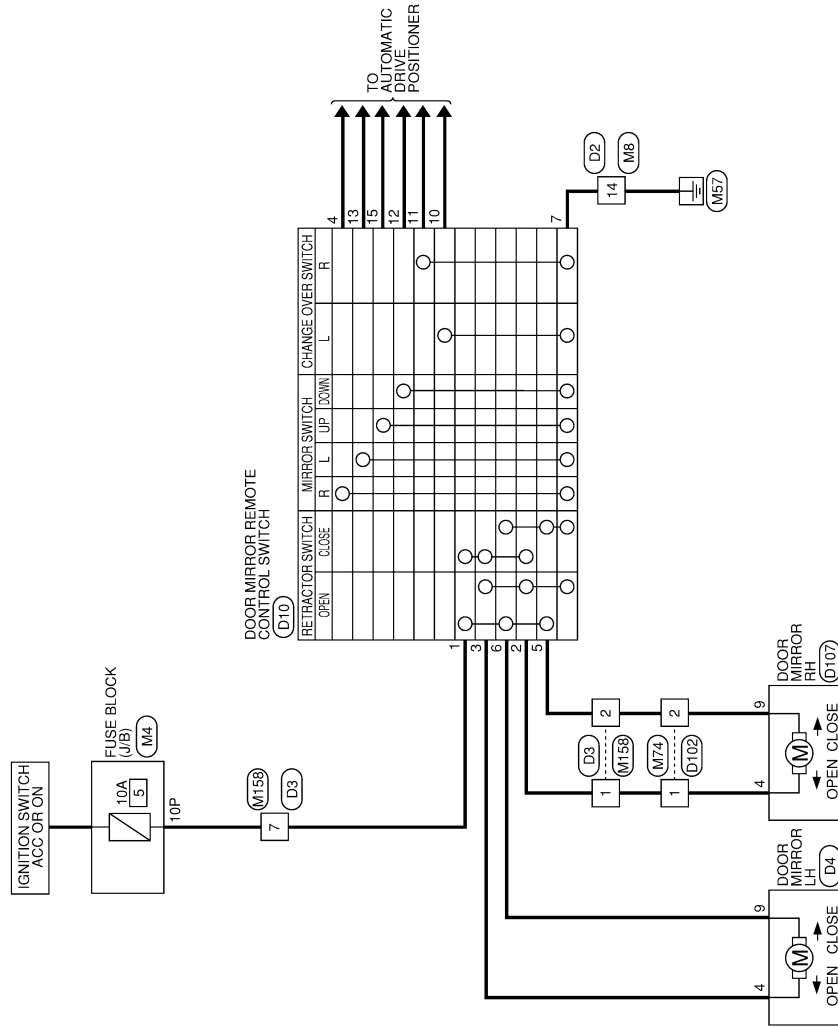 IGNITION SWITCH
ACC OR ON
FUSE BLOCK
(J/B)
M4
10A
5
10P
M158
7
D3
DOOR MIRROR REMOTE
CONTROL SWITCH
D10
RETRACTOR SWITCH
MIRROR SWITCH
CHANGE OVER SWITCH
OPEN
CLOSE
R
L
UP
DOWN
L
R
4
13
15
12
11
10
7
TO
AUTOMATIC
DRIVE
POSITIONER
D2
14
M8
M57
1
3
6
2
5
D3
1
2
M158
M74
1
2
D102
DOOR
MIRROR
LH
D4
4
9
M
OPEN
CLOSE
DOOR
MIRROR
RH
D107
4
9
M
OPEN
CLOSE